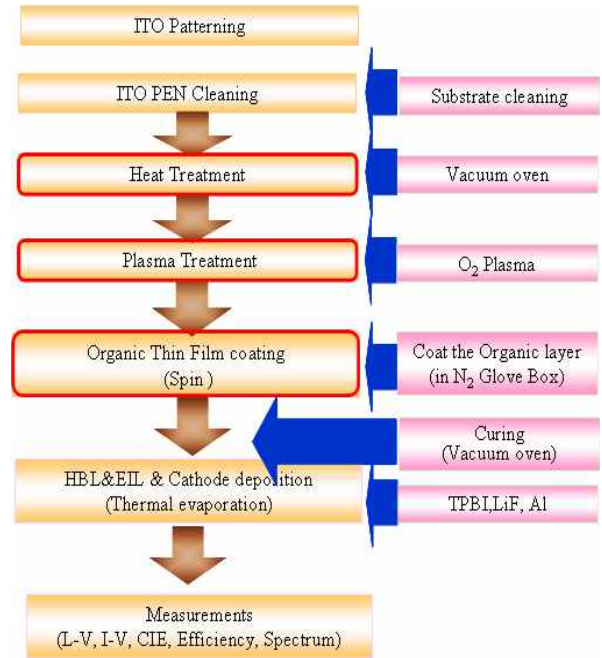 ITO Patterning
ITO PEN Cleaning
Substrate cleaning
Heat Treatment
Vacuum oven
Plasma Treatment
O₂ Plasma
Organic Thin Film coating
(Spin )
Coat the Organic layer
(in N₂ Glove Box)
Curing
(Vacuum oven)
HBL&EIL & Cathode deposition
(Thermal evaporation)
TPBI,LiF, Al
Measurements
(L-V, I-V, CIE, Efficiency, Spectrum)